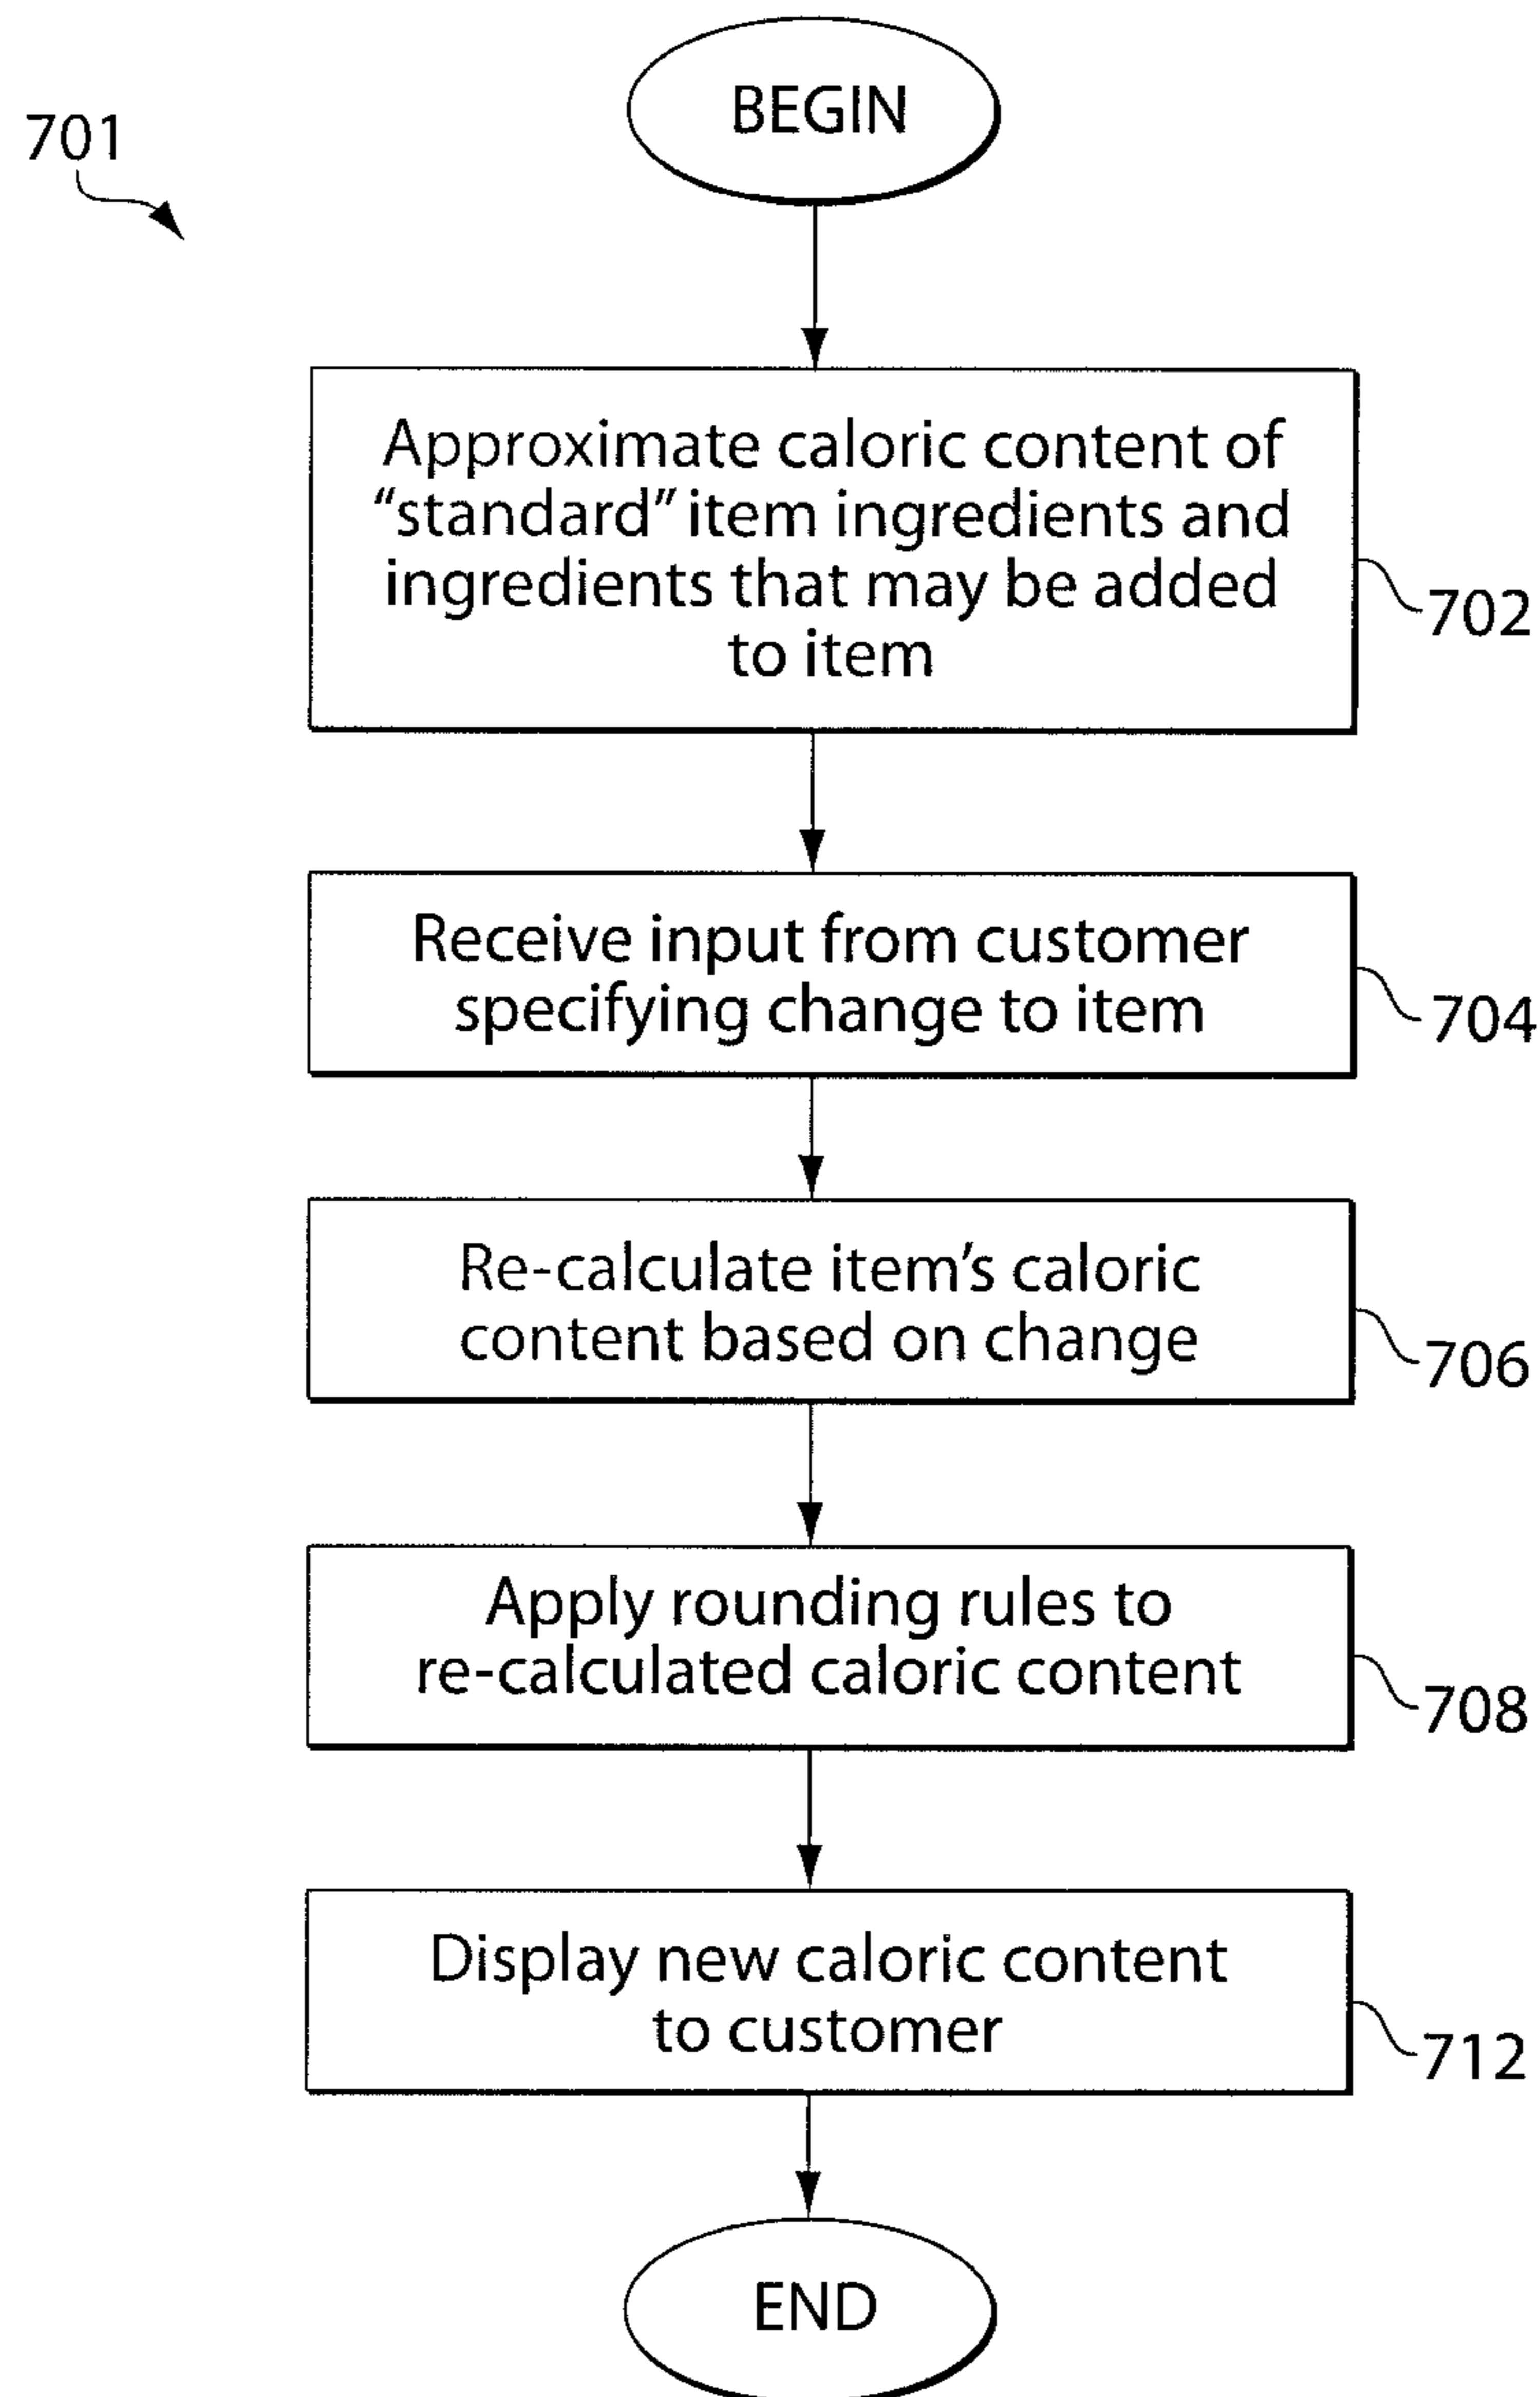 BEGIN
701
Approximate caloric content of
“standard” item ingredients and
ingredients that may be added
to item
702
Receive input from customer
specifying change to item
704
Re-calculate item’s caloric
content based on change
706
Apply rounding rules to
re-calculated caloric content
708
Display new caloric content
to customer
712
END